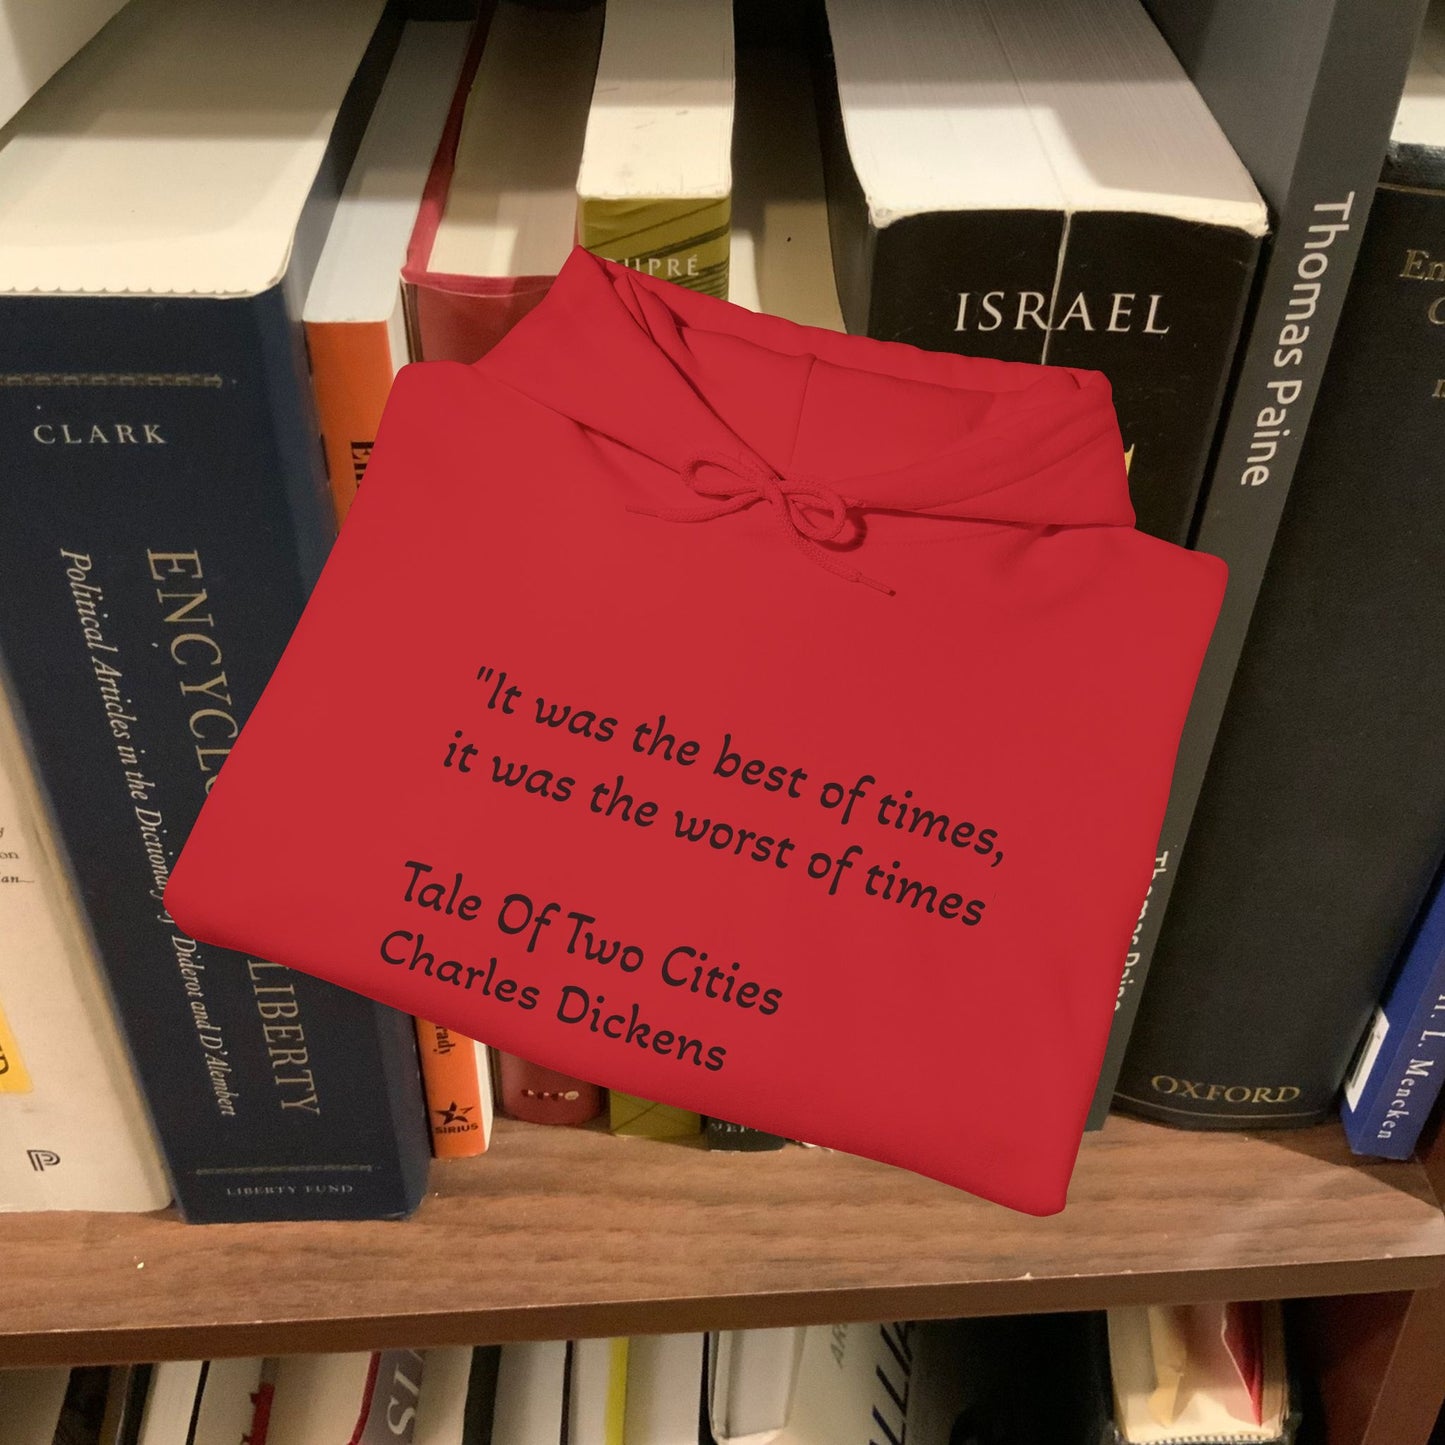 CLARK
ENCYCL
LIBERTY
Political Articles in the Dictionary of Diderot and D'Alembert
LIBERTY FUND
SIRIUS
ISRAEL
Thomas Paine
OXFORD
H. L. Mencken
"It was the best of times,
it was the worst of times
Tale Of Two Cities
Charles Dickens